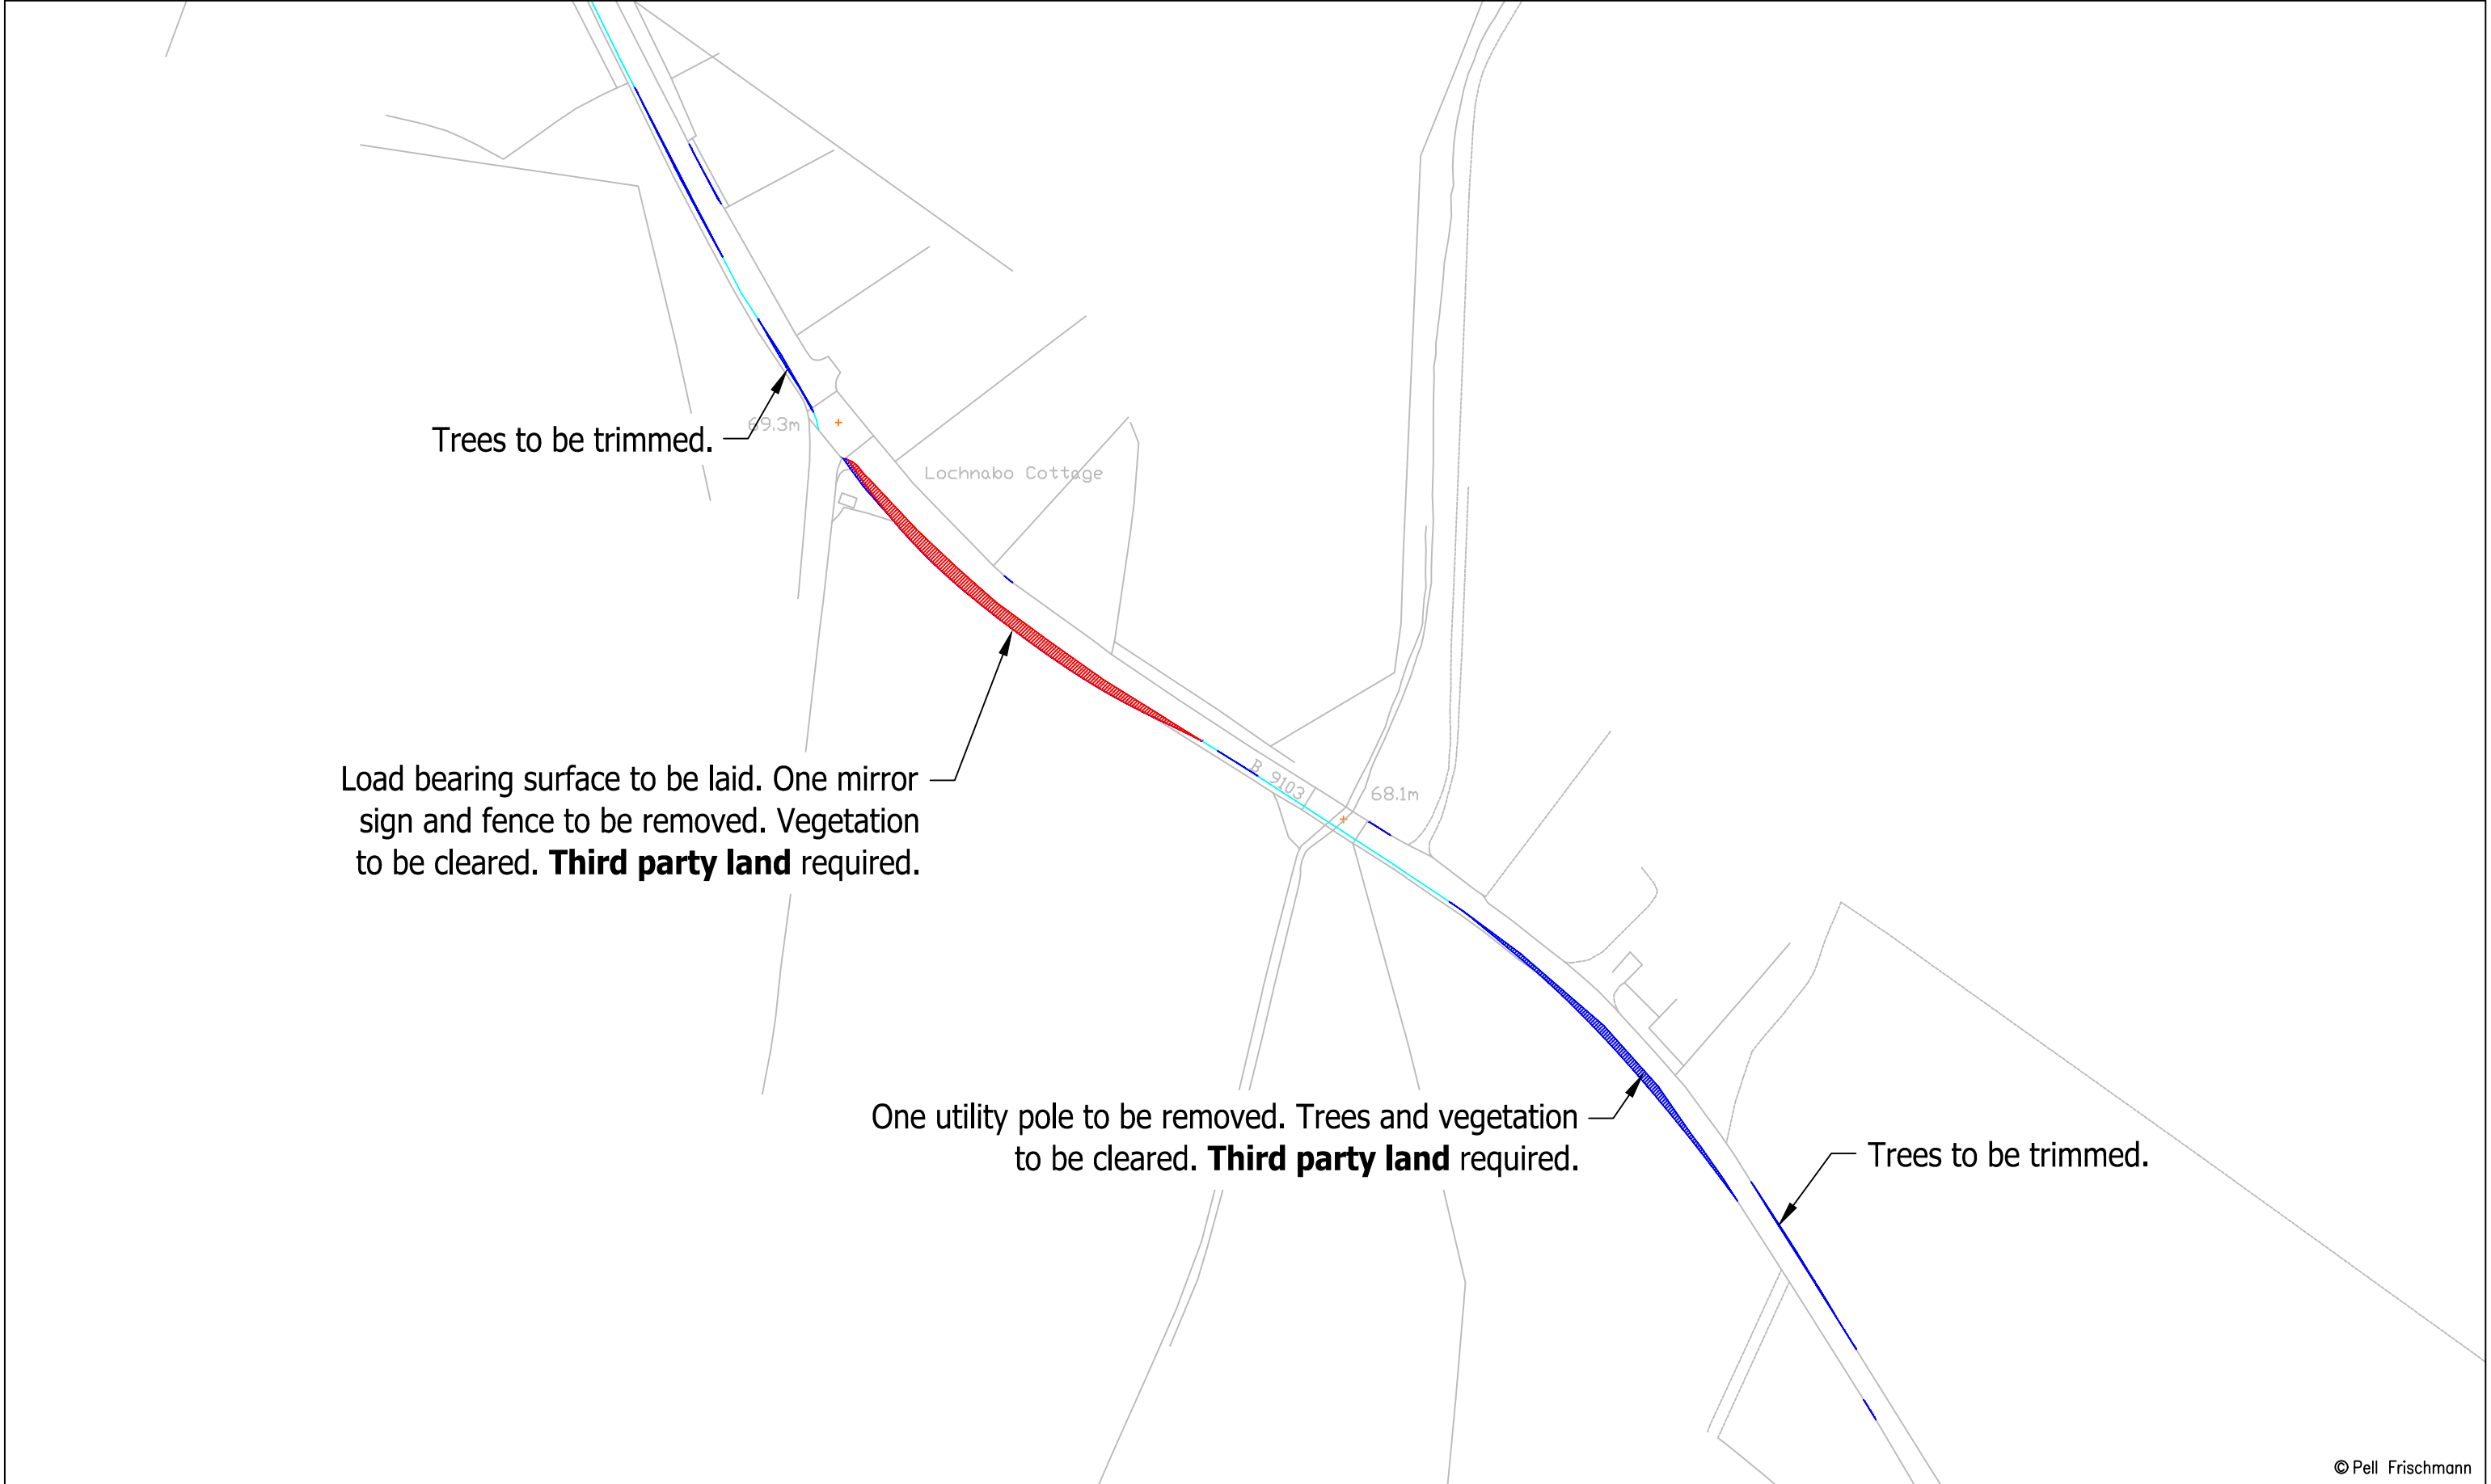 69.3m
Trees to be trimmed.
Lochnabo Cottage
Load bearing surface to be laid. One mirror
sign and fence to be removed. Vegetation
to be cleared. Third party land required.
B 9103
68.1m
One utility pole to be removed. Trees and vegetation
to be cleared. Third party land required.
Trees to be trimmed.
© Pell Frischmann